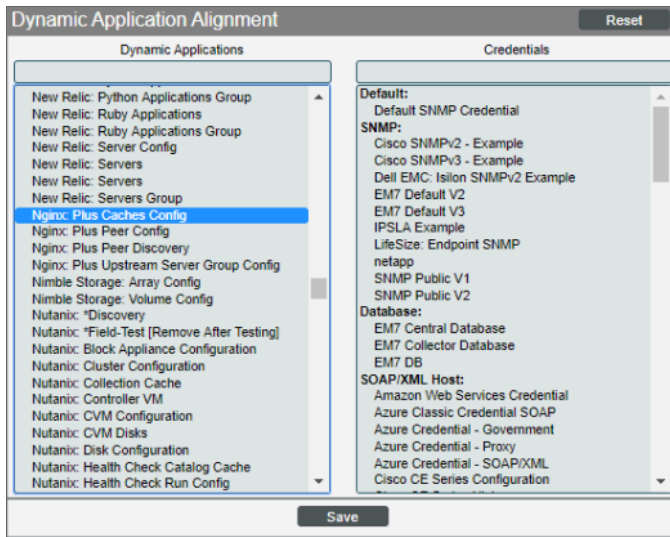 Dynamic Application Alignment
Reset
Dynamic Applications
New Relic: Python Applications Group
New Relic: Ruby Applications
New Relic: Ruby Applications Group
New Relic: Server Config
New Relic: Servers
New Relic: Servers
New Relic: Servers Group
Nginx: Plus Caches Config
Nginx: Plus Peer Config
Nginx: Plus Peer Discovery
Nginx: Plus Upstream Server Group Config
Nimble Storage: Array Config
Nimble Storage: Volume Config
Nutanix: *Discovery
Nutanix: *Field-Test [Remove After Testing]
Nutanix: Block Appliance Configuration
Nutanix: Cluster Configuration
Nutanix: Collection Cache
Nutanix: Controller VM
Nutanix: CVM Configuration
Nutanix: CVM Disks
Nutanix: Disk Configuration
Nutanix: Health Check Catalog Cache
Nutanix: Health Check Run Config
Credentials
Default:
Default SNMP Credential
SNMP:
Cisco SNMPv2 - Example
Cisco SNMPv3 - Example
Dell EMC: Isilon SNMPv2 Example
EM7 Default V2
EM7 Default V3
IPSLA Example
LifeSize: Endpoint SNMP
netapp
SNMP Public V1
SNMP Public V2
Database:
EM7 Central Database
EM7 Collector Database
EM7 DB
SOAP/XML Host:
Amazon Web Services Credential
Azure Classic Credential SOAP
Azure Credential - Government
Azure Credential - Proxy
Azure Credential - SOAP/XML
Cisco CE Series Configuration
Save